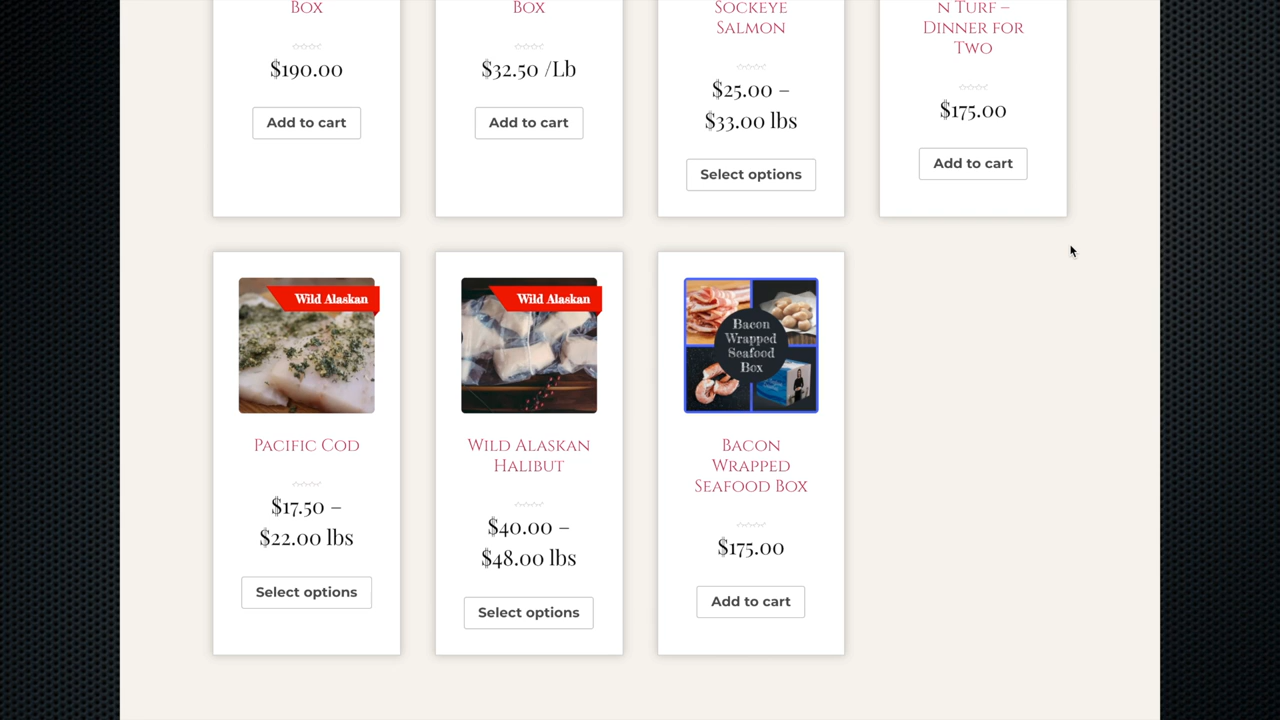 Box
Box
Sockeye
Salmon
n Turf –
Dinner for
Two
$190.00
$32.50 /Lb
$25.00 –
$33.00 lbs
$175.00
Add to cart
Add to cart
Select options
Add to cart
Wild Alaskan
Wild Alaskan
Bacon
Wrapped
Seafood
Box
Pacific Cod
Wild Alaskan
Halibut
Bacon
Wrapped
Seafood Box
$17.50 –
$22.00 lbs
$40.00 –
$48.00 lbs
$175.00
Select options
Select options
Add to cart